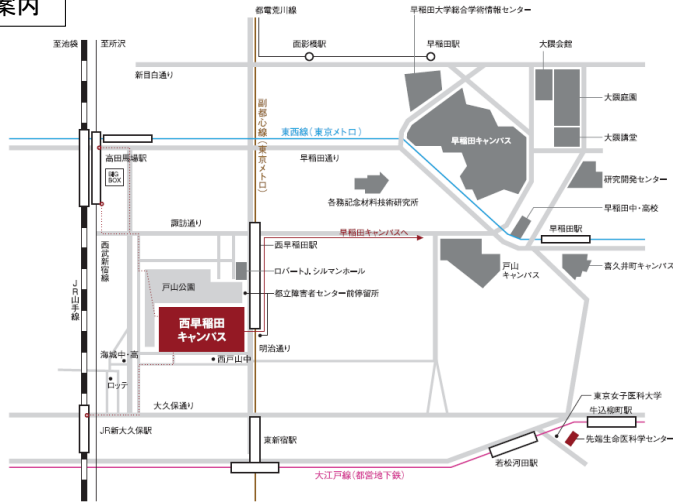 案内
都電荒川線
早稲田大学総合学術情報センター
至池袋
至所沢
面影橋駅
早稲田駅
大隈会館
新目白通り
副都心線(東京メトロ)
大隈庭園
東西線(東京メトロ)
早稲田キャンパス
大隈講堂
高田馬場駅
早稲田通り
BIG
BOX
研究開発センター
各務記念材料技術研究所
早稲田中・高校
諏訪通り
早稲田キャンパスへ
早稲田駅
西早稲田駅
西武新宿線
JR山手線
ロバートJ.シルマンホール
戸山
キャンパス
喜久井町キャンパス
戸山公園
都立障害者センター前停留所
西早稲田
キャンパス
明治通り
海城中・高
西戸山中
ロッテ
大久保通り
東京女子医科大学
牛込柳町駅
JR新大久保駅
東新宿駅
先端生命医科学センター
若松河田駅
大江戸線(都営地下鉄)